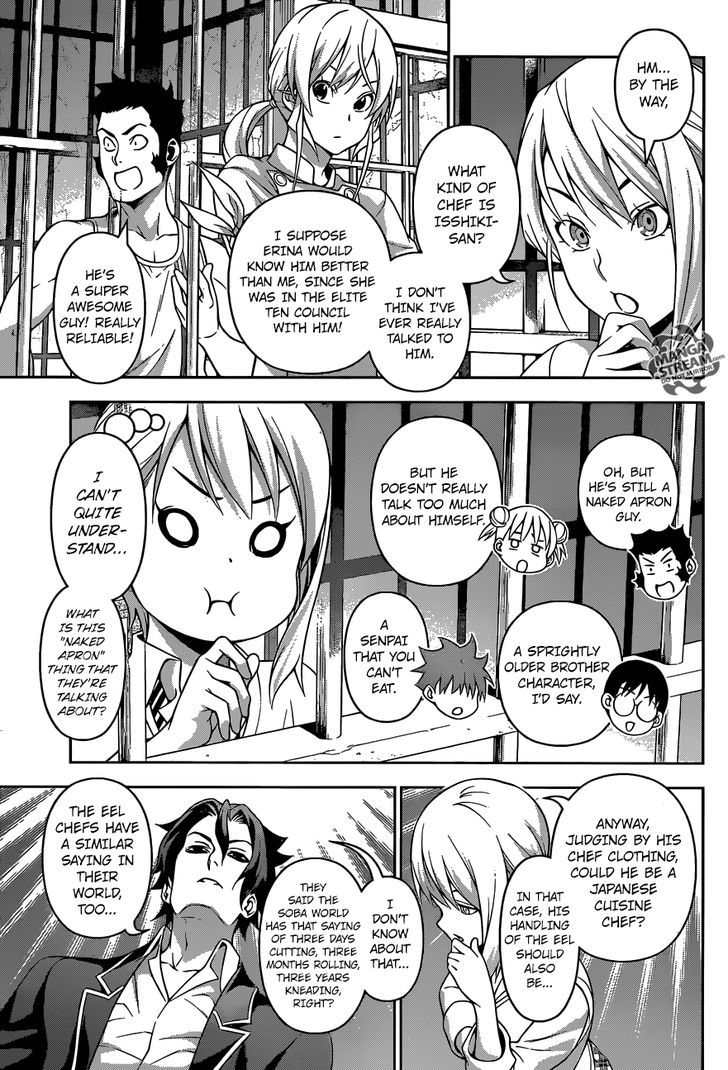 HM...
BY THE
WAY,
WHAT
KIND OF
CHEF IS
ISSHIKI-
SAN?
I DON'T
THINK I'VE
EVER REALLY
TALKED TO
HIM.
I SUPPOSE
ERINA WOULD
KNOW HIM BETTER
THAN ME, SINCE SHE
WAS IN THE ELITE
TEN COUNCIL
WITH HIM!
HE'S
A SUPER
AWESOME
GUY! REALLY
RELIABLE!
MANGA
STREAM.com
DO NOT MIRROR
OH, BUT
HE'S STILL A
NAKED APRON
GUY.
BUT HE
DOESN'T REALLY
TALK TOO MUCH
ABOUT HIMSELF.
A SPRIGHTLY
OLDER BROTHER
CHARACTER,
I'D SAY.
A
SENPAI
THAT YOU
CAN'T
EAT.
I
CAN'T
QUITE
UNDER-
STAND...
WHAT
IS THIS
"NAKED
APRON"
THING THAT
THEY'RE
TALKING
ABOUT?
ANYWAY,
JUDGING BY HIS
CHEF CLOTHING,
COULD HE BE A
JAPANESE
CUISINE
CHEF?
IN THAT
CASE, HIS
HANDLING OF
THE EEL
SHOULD
ALSO
BE...
I
DON'T
KNOW
ABOUT
THAT...
THEY
SAID THE
SOBA WORLD
HAS THAT SAYING
OF THREE DAYS
CUTTING, THREE
MONTHS ROLLING,
THREE YEARS
KNEADING,
RIGHT?
THE EEL
CHEFS HAVE
A SIMILAR
SAYING IN
THEIR
WORLD,
TOO...